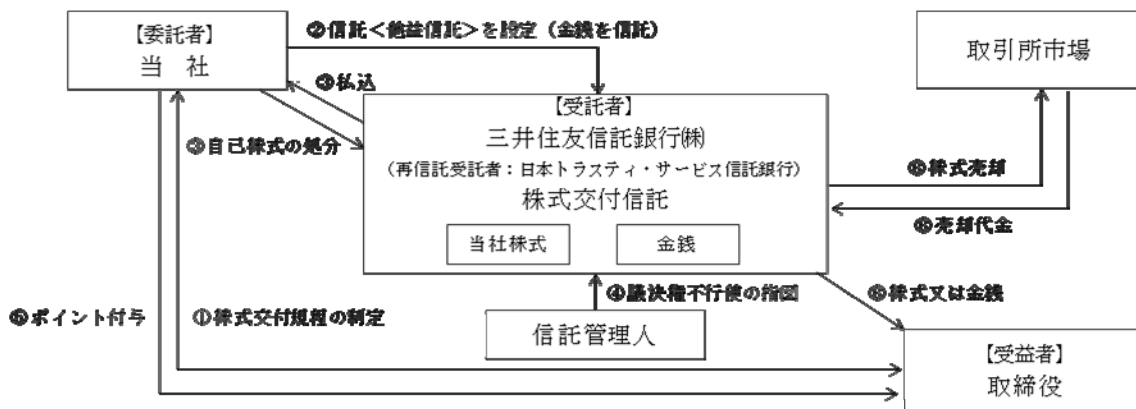 【委託者】
当 社
②信託<他益信託>を設定（金銭を信託）
取引所市場
③払込
③自己株式の処分
【受託者】
三井住友信託銀行㈱
（再信託受託者：日本トラスティ・サービス信託銀行）
株式交付信託
当社株式
金銭
⑥株式売却
⑥売却代金
④議決権不行使の指図
⑥株式又は金銭
⑤ポイント付与
①株式交付規程の制定
信託管理人
【受益者】
取締役